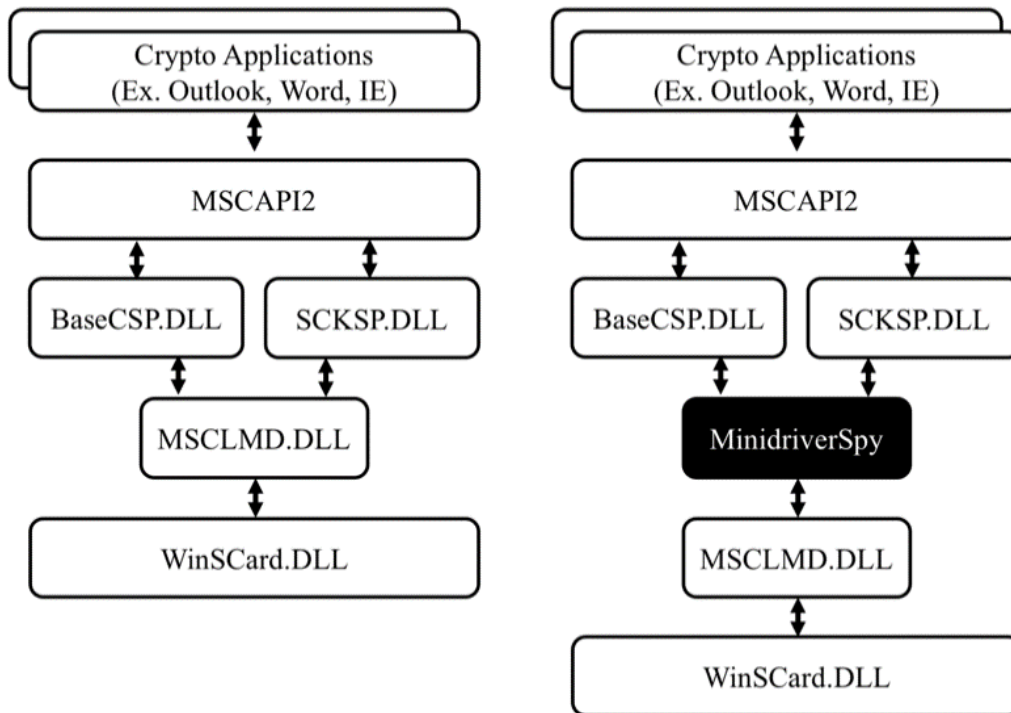 Crypto Applications
(Ex. Outlook, Word, IE)
MSCAPI2
BaseCSP.DLL
SCKSP.DLL
MSCLMD.DLL
WinSCard.DLL
Crypto Applications
(Ex. Outlook, Word, IE)
MSCAPI2
BaseCSP.DLL
SCKSP.DLL
MinidriverSpy
MSCLMD.DLL
WinSCard.DLL